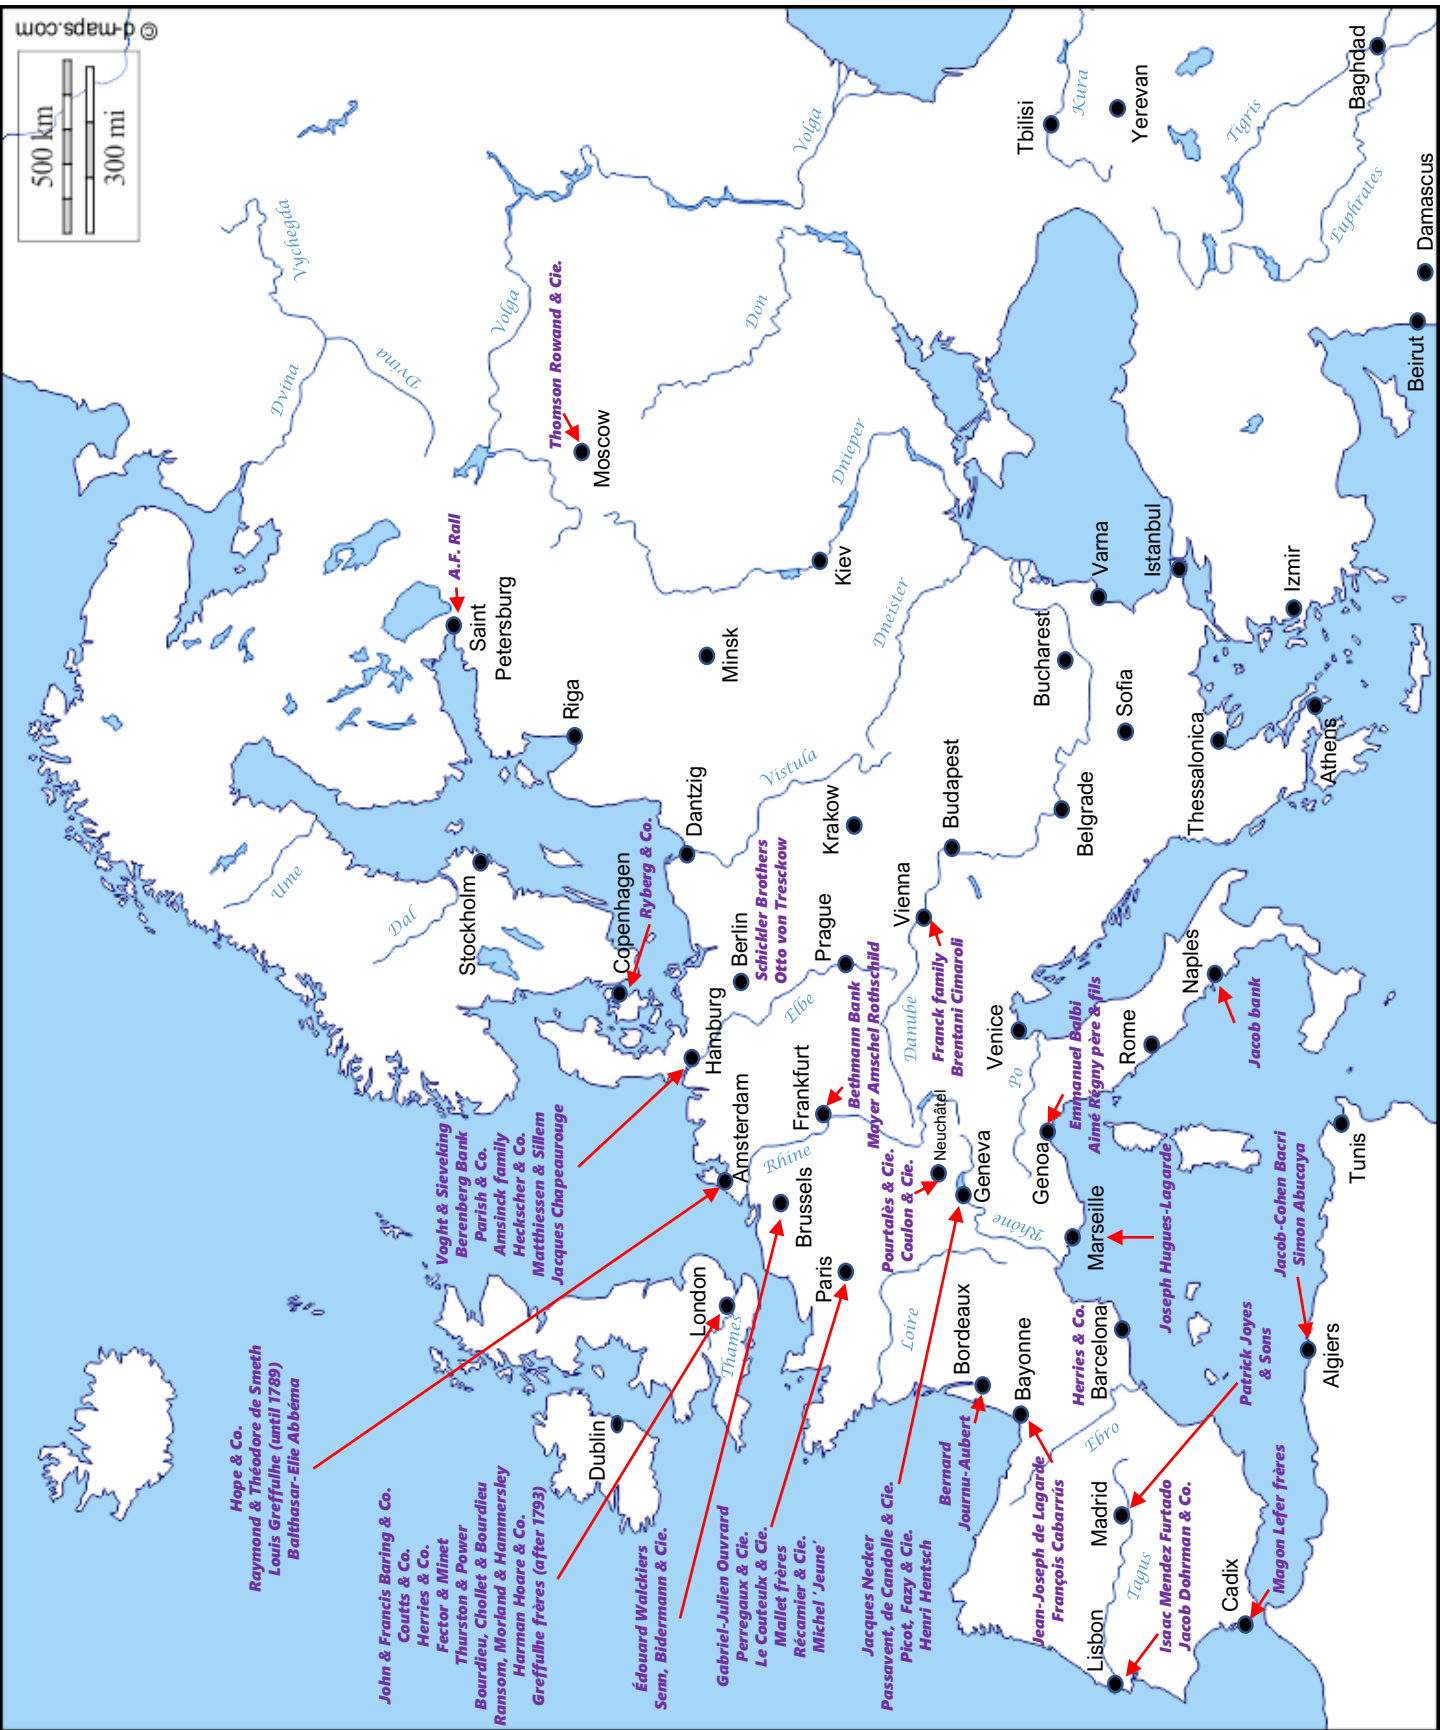 © d-maps.com
500 km
300 mi
Hope & Co.
Raymond & Théodore de Smeth
Louis Greffulhe (until 1789)
Balthasar-Elie Abbéma
John & Francis Baring & Co.
Coutts & Co.
Herries & Co.
Fector & Minet
Thurston & Power
Bourdieu, Chollet & Bourdieu
Ransom, Morland & Hammersley
Harman Hoare & Co.
Greffulhe frères (after 1793)
Édouard Walckiers
Senn, Bidermann & Cie.
Gabriel-Julien Ouvrard
Perregaux & Cie.
Le Couteulx & Cie.
Mallet frères
Récamier & Cie.
Michel ‘Jeune’
Jacques Necker
Passavent, de Candolle & Cie.
Picot, Fazy & Cie.
Henri Hentsch
Bernard
Journu-Aubert
Jean-Joseph de Lagarde
François Cabarrús
Isaac Mendez Furtado
Jacob Dohrman & Co.
Magon Lefer frères
Patrick Joyes
& Sons
Herries & Co.
Jacob-Cohen Bacri
Simon Abucaya
Joseph Hugues-Lagarde
Voght & Sieveking
Berenberg Bank
Parish & Co.
Amsinck family
Heckscher & Co.
Matthiessen & Sillem
Jacques Chapeaurouge
Pourtalès & Cie.
Coulon & Cie.
Bethmann Bank
Mayer Amschel Rothschild
Emmanuel Balbi
Aimé Régny père & fils
Franck family
Brentani Cimaroli
Jacob bank
Schickler Brothers
Otto von Tresckow
Ryberg & Co.
A.F. Rall
Thomson Rowand & Cie.
Dublin
London
Thames
Amsterdam
Brussels
Paris
Loire
Bordeaux
Bayonne
Ebro
Madrid
Tagus
Lisbon
Cadix
Barcelona
Algiers
Tunis
Marseille
Rhône
Geneva
Neuchâtel
Genoa
Po
Venice
Rome
Naples
Rhine
Frankfurt
Hamburg
Elbe
Danube
Berlin
Prague
Vienna
Copenhagen
Stockholm
Dal
Ume
Dantzig
Vistula
Krakow
Budapest
Belgrade
Riga
Minsk
Saint
Petersburg
Moscow
Kiev
Dneister
Dnieper
Bucharest
Sofia
Varna
Istanbul
Thessalonica
Athens
Izmir
Don
Volga
Volga
Dvina
Dvina
Vychegda
Tbilisi
Kura
Yerevan
Tigris
Euphrates
Baghdad
Damascus
Beirut